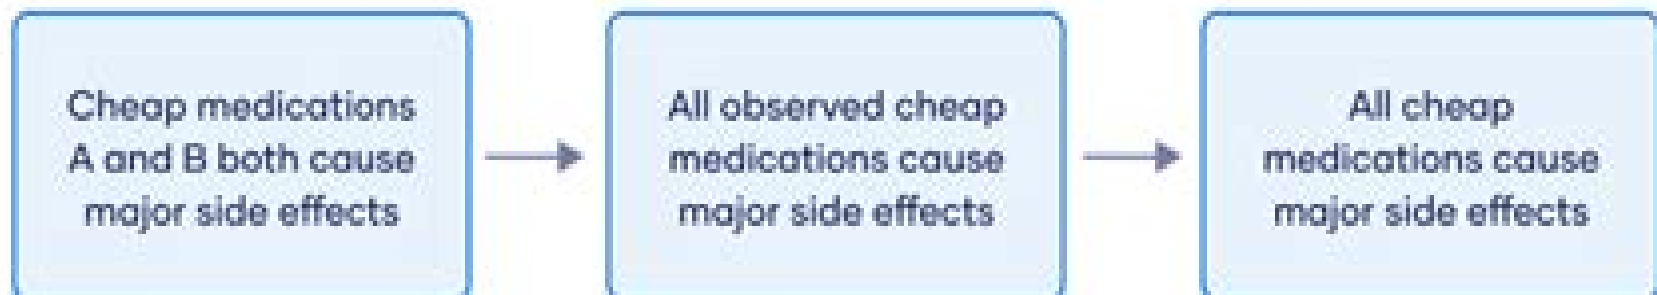 Cheap medications
A and B both cause
major side effects
All observed cheap
medications cause
major side effects
All cheap
medications cause
major side effects